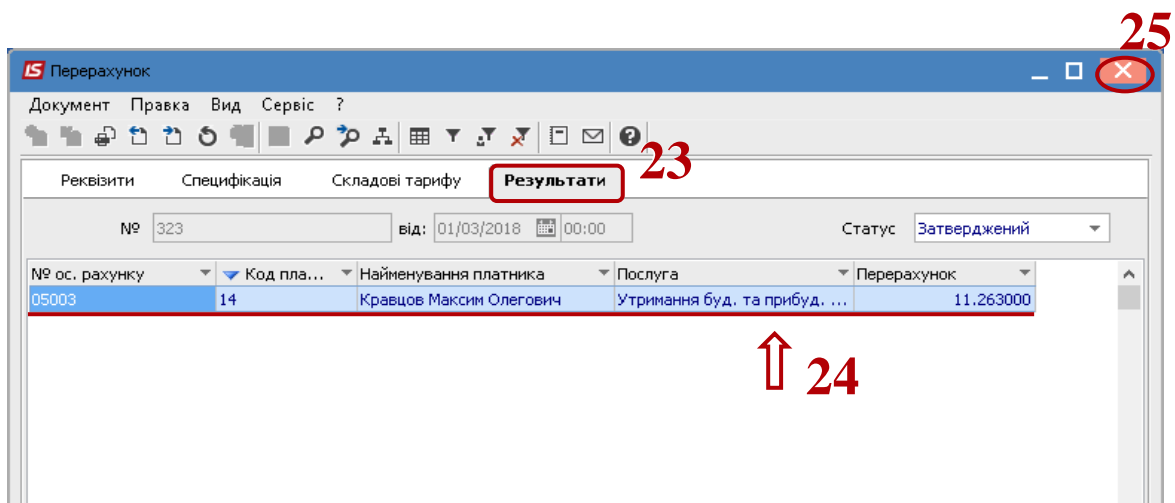 25
IS Перерахунок
Документ Правка Вид Сервіс ?
23
Реквізити Специфікація Складові тарифу Результати
№ 323 від: 01/03/2018 00:00 Статус Затверджений
№ ос. рахунку Код пла... Найменування платника Послуга Перерахунок
05003 14 Кравцов Максим Олегович Утримання буд. та прибуд. ... 11.263000
24